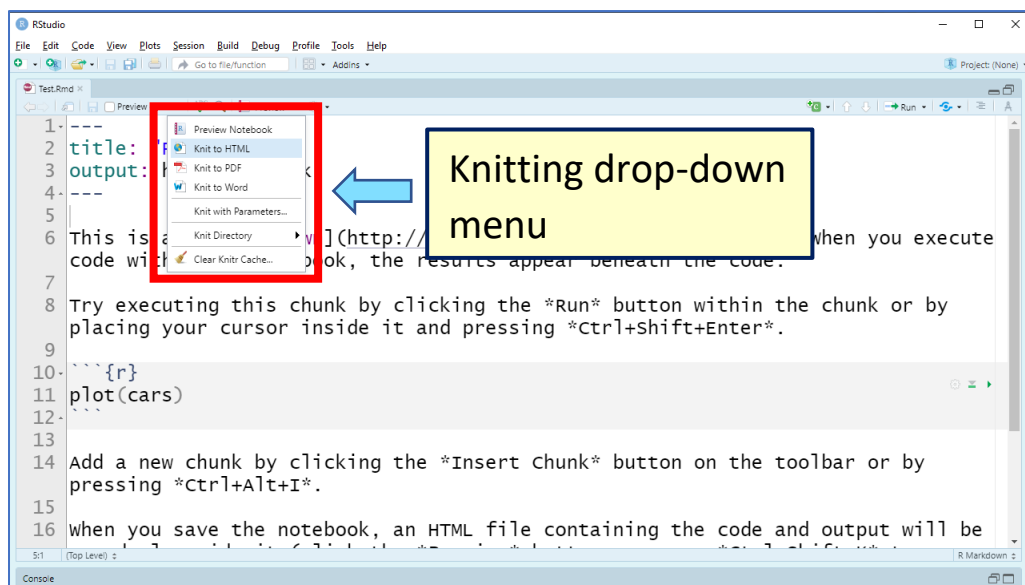 RStudio
File Edit Code View Plots Session Build Debug Profile Tools Help
Go to file/function Addins Project: (None)
Test.Rmd
Preview Run
Preview Notebook
Knit to HTML
Knit to PDF
Knit to Word
Knit with Parameters...
Knit Directory
Clear Knitr Cache...
Knitting drop-down
menu
1 ---
2 title:
3 output:
4 ---
5
6 This is ](http:// when you execute
code the results appear beneath the code.
7
8 Try executing this chunk by clicking the *Run* button within the chunk or by
placing your cursor inside it and pressing *Ctrl+Shift+Enter*.
9
10 ```{r}
11 plot(cars)
12 ```
13
14 Add a new chunk by clicking the *Insert Chunk* button on the toolbar or by
pressing *Ctrl+Alt+I*.
15
16 When you save the notebook, an HTML file containing the code and output will be
5:1 (Top Level) R Markdown
Console